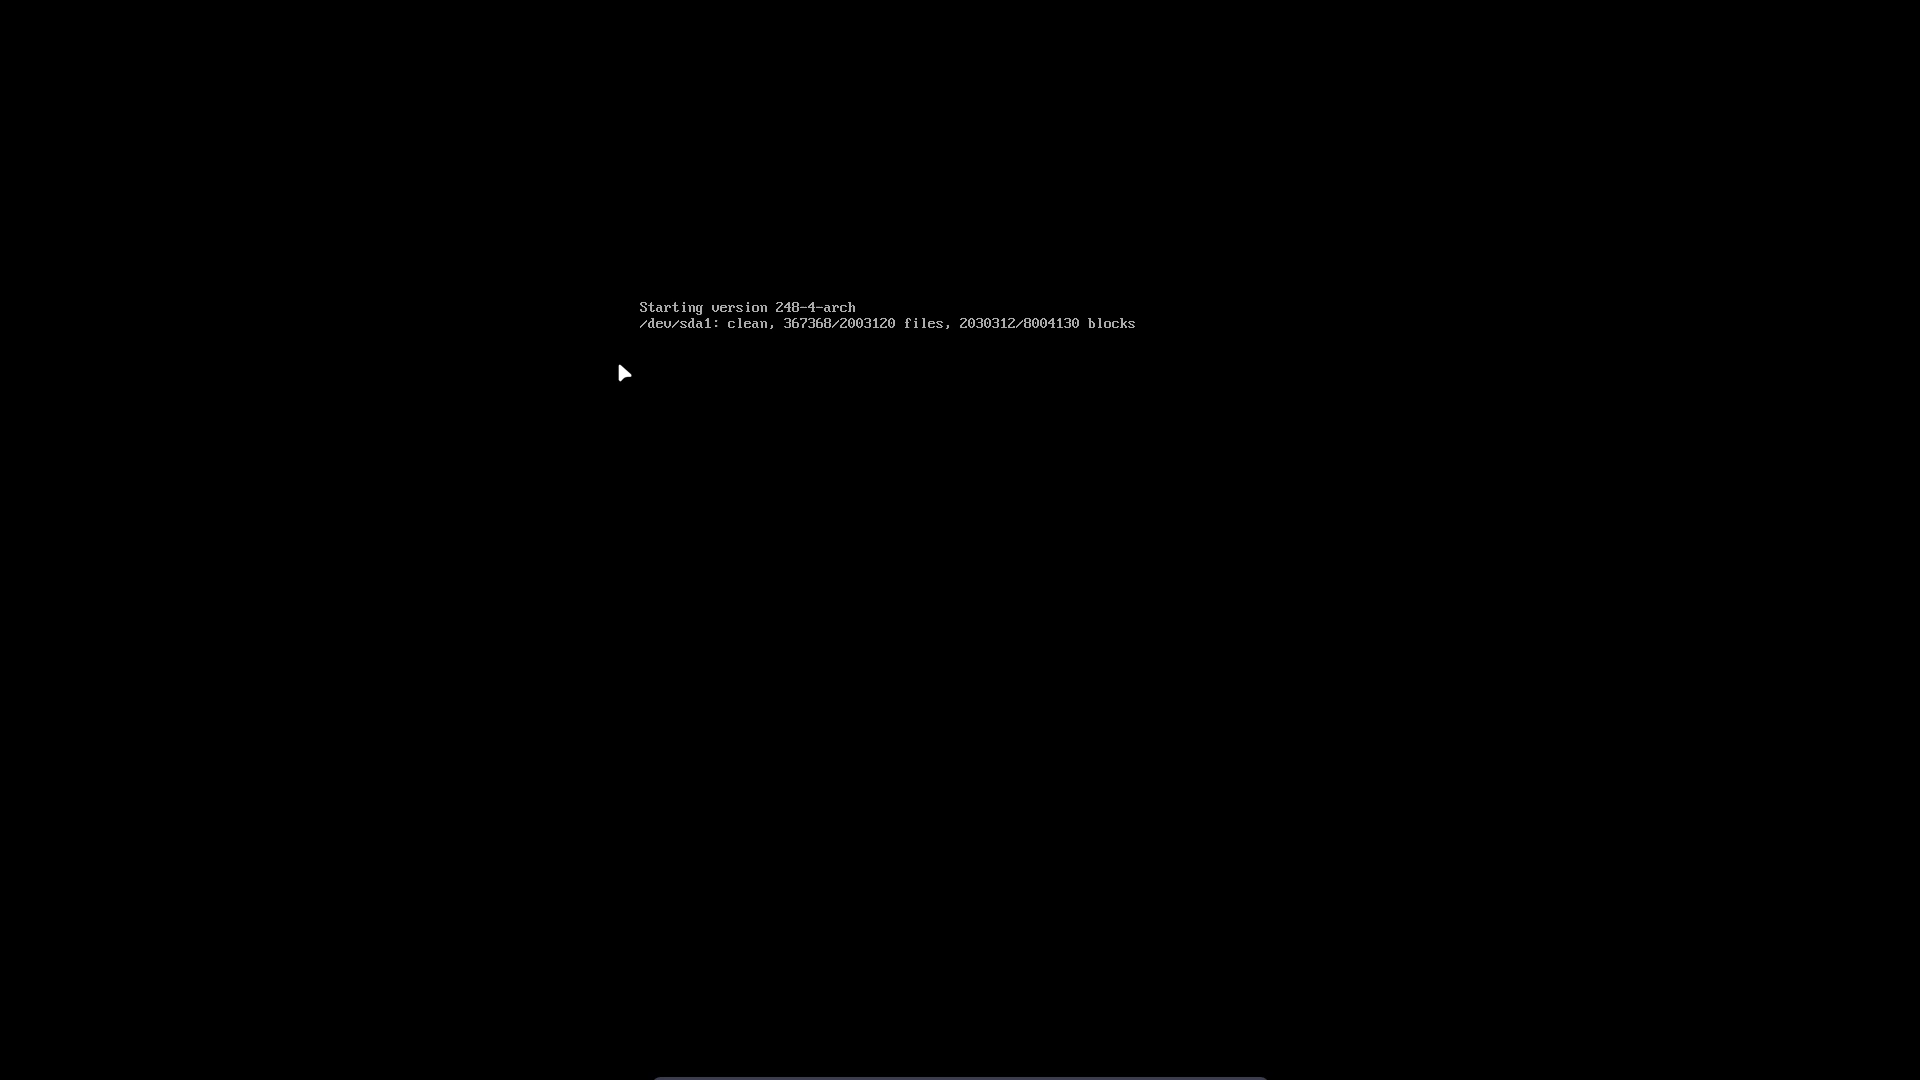 Starting version 248-4-arch
/dev/sda1: clean, 367368/2003120 files, 2030312/8004130 blocks